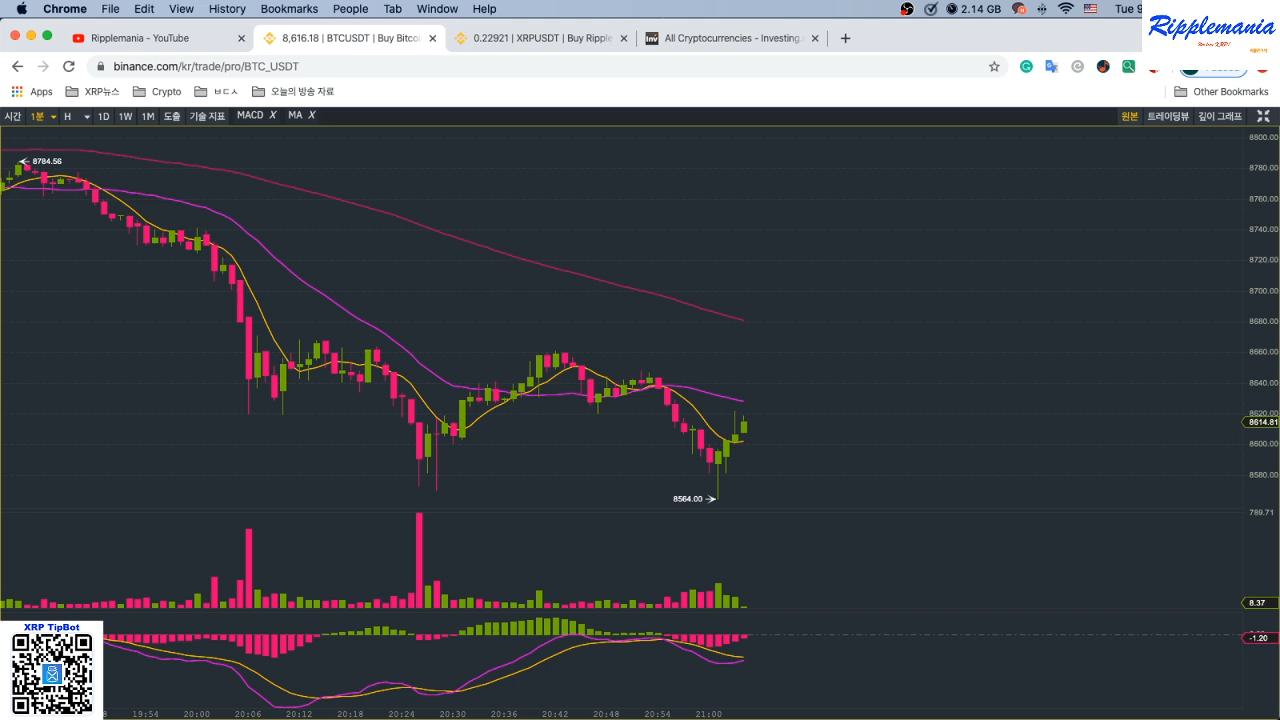 Chrome File Edit View History Bookmarks People Tab Window Help 2.14 GB Tue 9
Ripplemania
Ripplemania - YouTube 8,616.18 | BTCUSDT | Buy Bitcoi 0.22921 | XRPUSDT | Buy Ripple All Cryptocurrencies - Investing.
binance.com/kr/trade/pro/BTC_USDT
Apps XRP뉴스 Crypto ㅂㄷㅅ 오늘의 방송 자료 Other Bookmarks
시간 1분 H 1D 1W 1M 도출 기술 지표 MACD X MA X 원본 트레이딩뷰 깊이 그래프
8800.00
8784.56
8780.00
8760.00
8740.00
8720.00
8700.00
8680.00
8660.00
8640.00
8620.00
8614.81
8600.00
8580.00
8564.00
789.71
8.37
XRP TipBot
-1.20
19:54 20:00 20:06 20:12 20:18 20:24 20:30 20:36 20:42 20:48 20:54 21:00